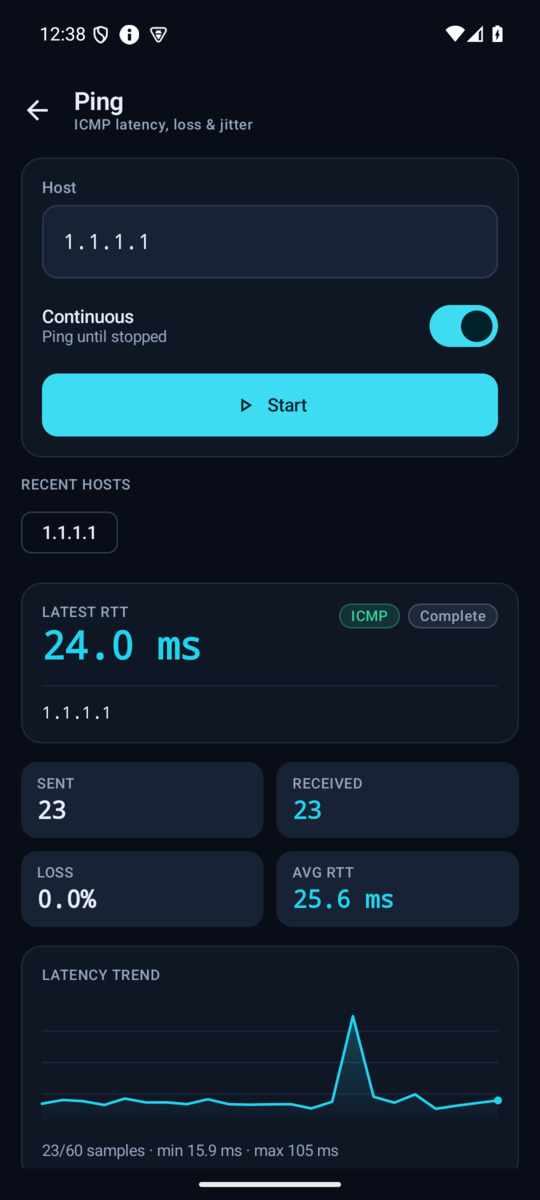 12:38
Ping
ICMP latency, loss & jitter
Host
1.1.1.1
Continuous
Ping until stopped
Start
RECENT HOSTS
1.1.1.1
LATEST RTT
ICMP
Complete
24.0 ms
1.1.1.1
SENT
23
RECEIVED
23
LOSS
0.0%
AVG RTT
25.6 ms
LATENCY TREND
23/60 samples · min 15.9 ms · max 105 ms